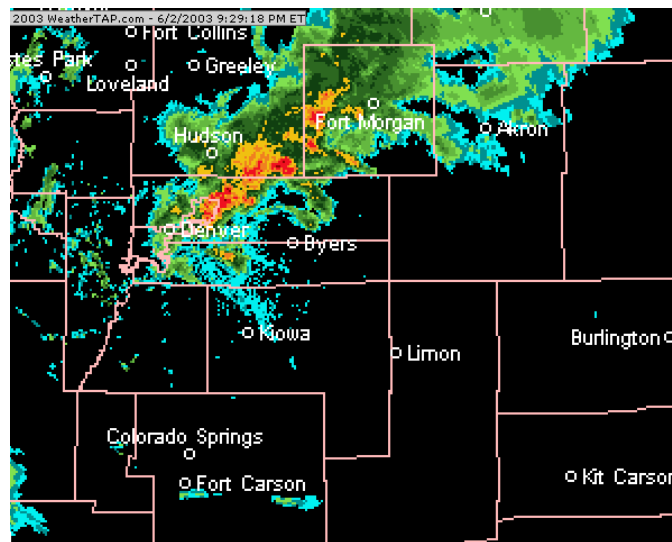 2003 WeatherTAP.com - 6/2/2003 9:29:18 PM ET
Fort Collins
tes Park
Greeley
Loveland
Fort Morgan
Hudson
Akron
Denver
Byers
Kiowa
Limon
Burlington
Colorado Springs
Fort Carson
Kit Carson